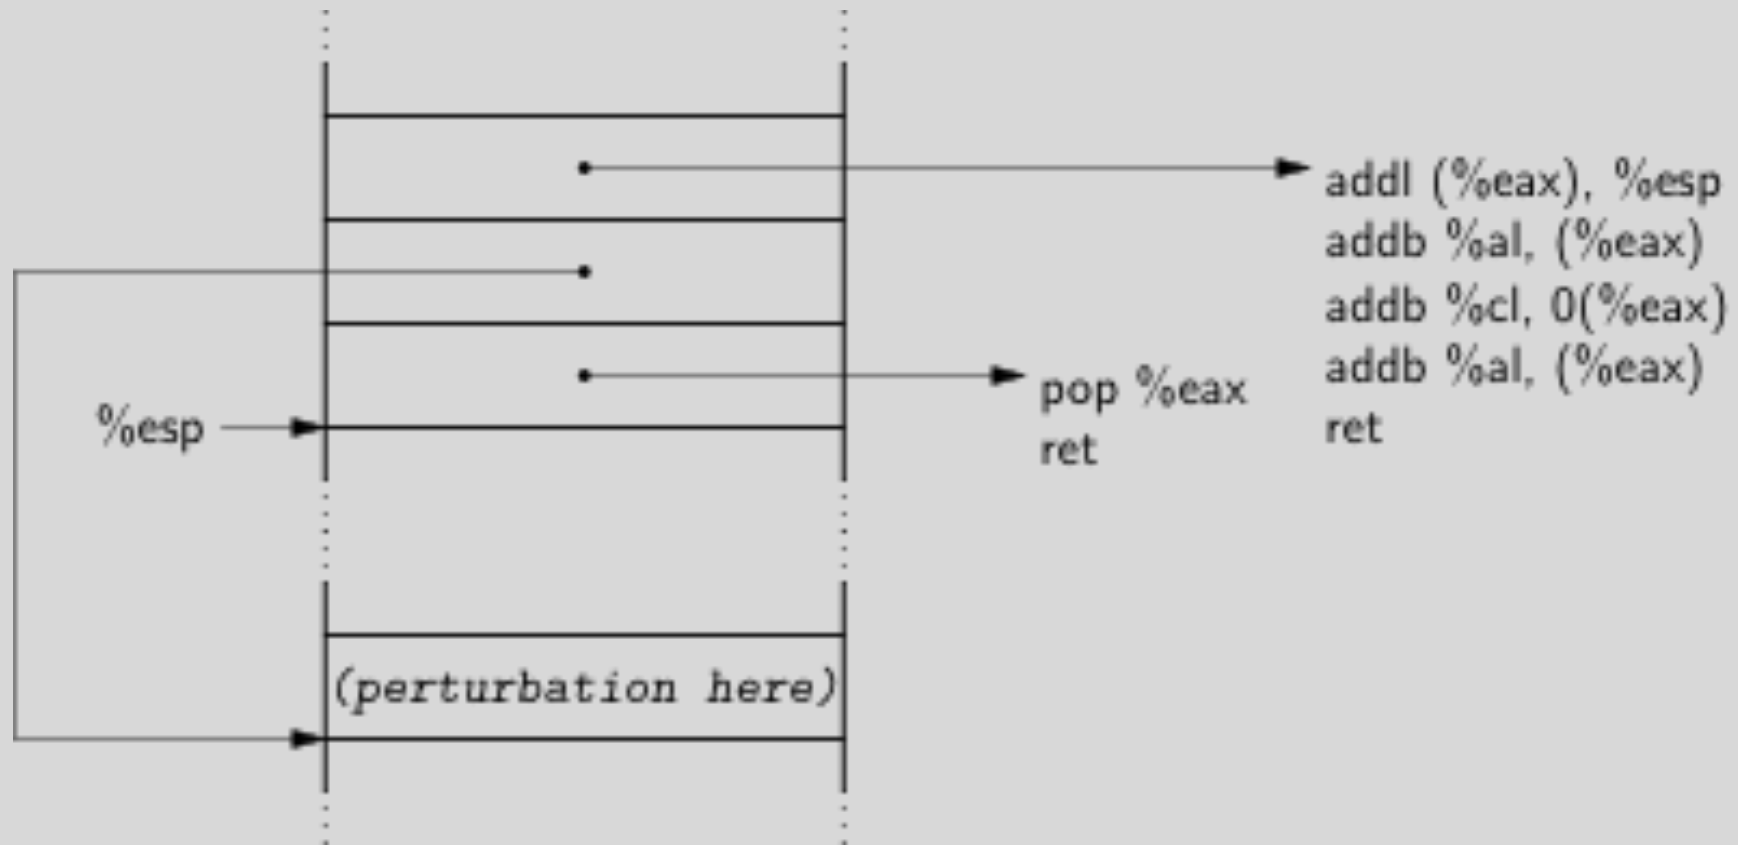 addl (%eax), %esp
addb %al, (%eax)
addb %cl, 0(%eax)
addb %al, (%eax)
ret
pop %eax
ret
%esp
(perturbation here)